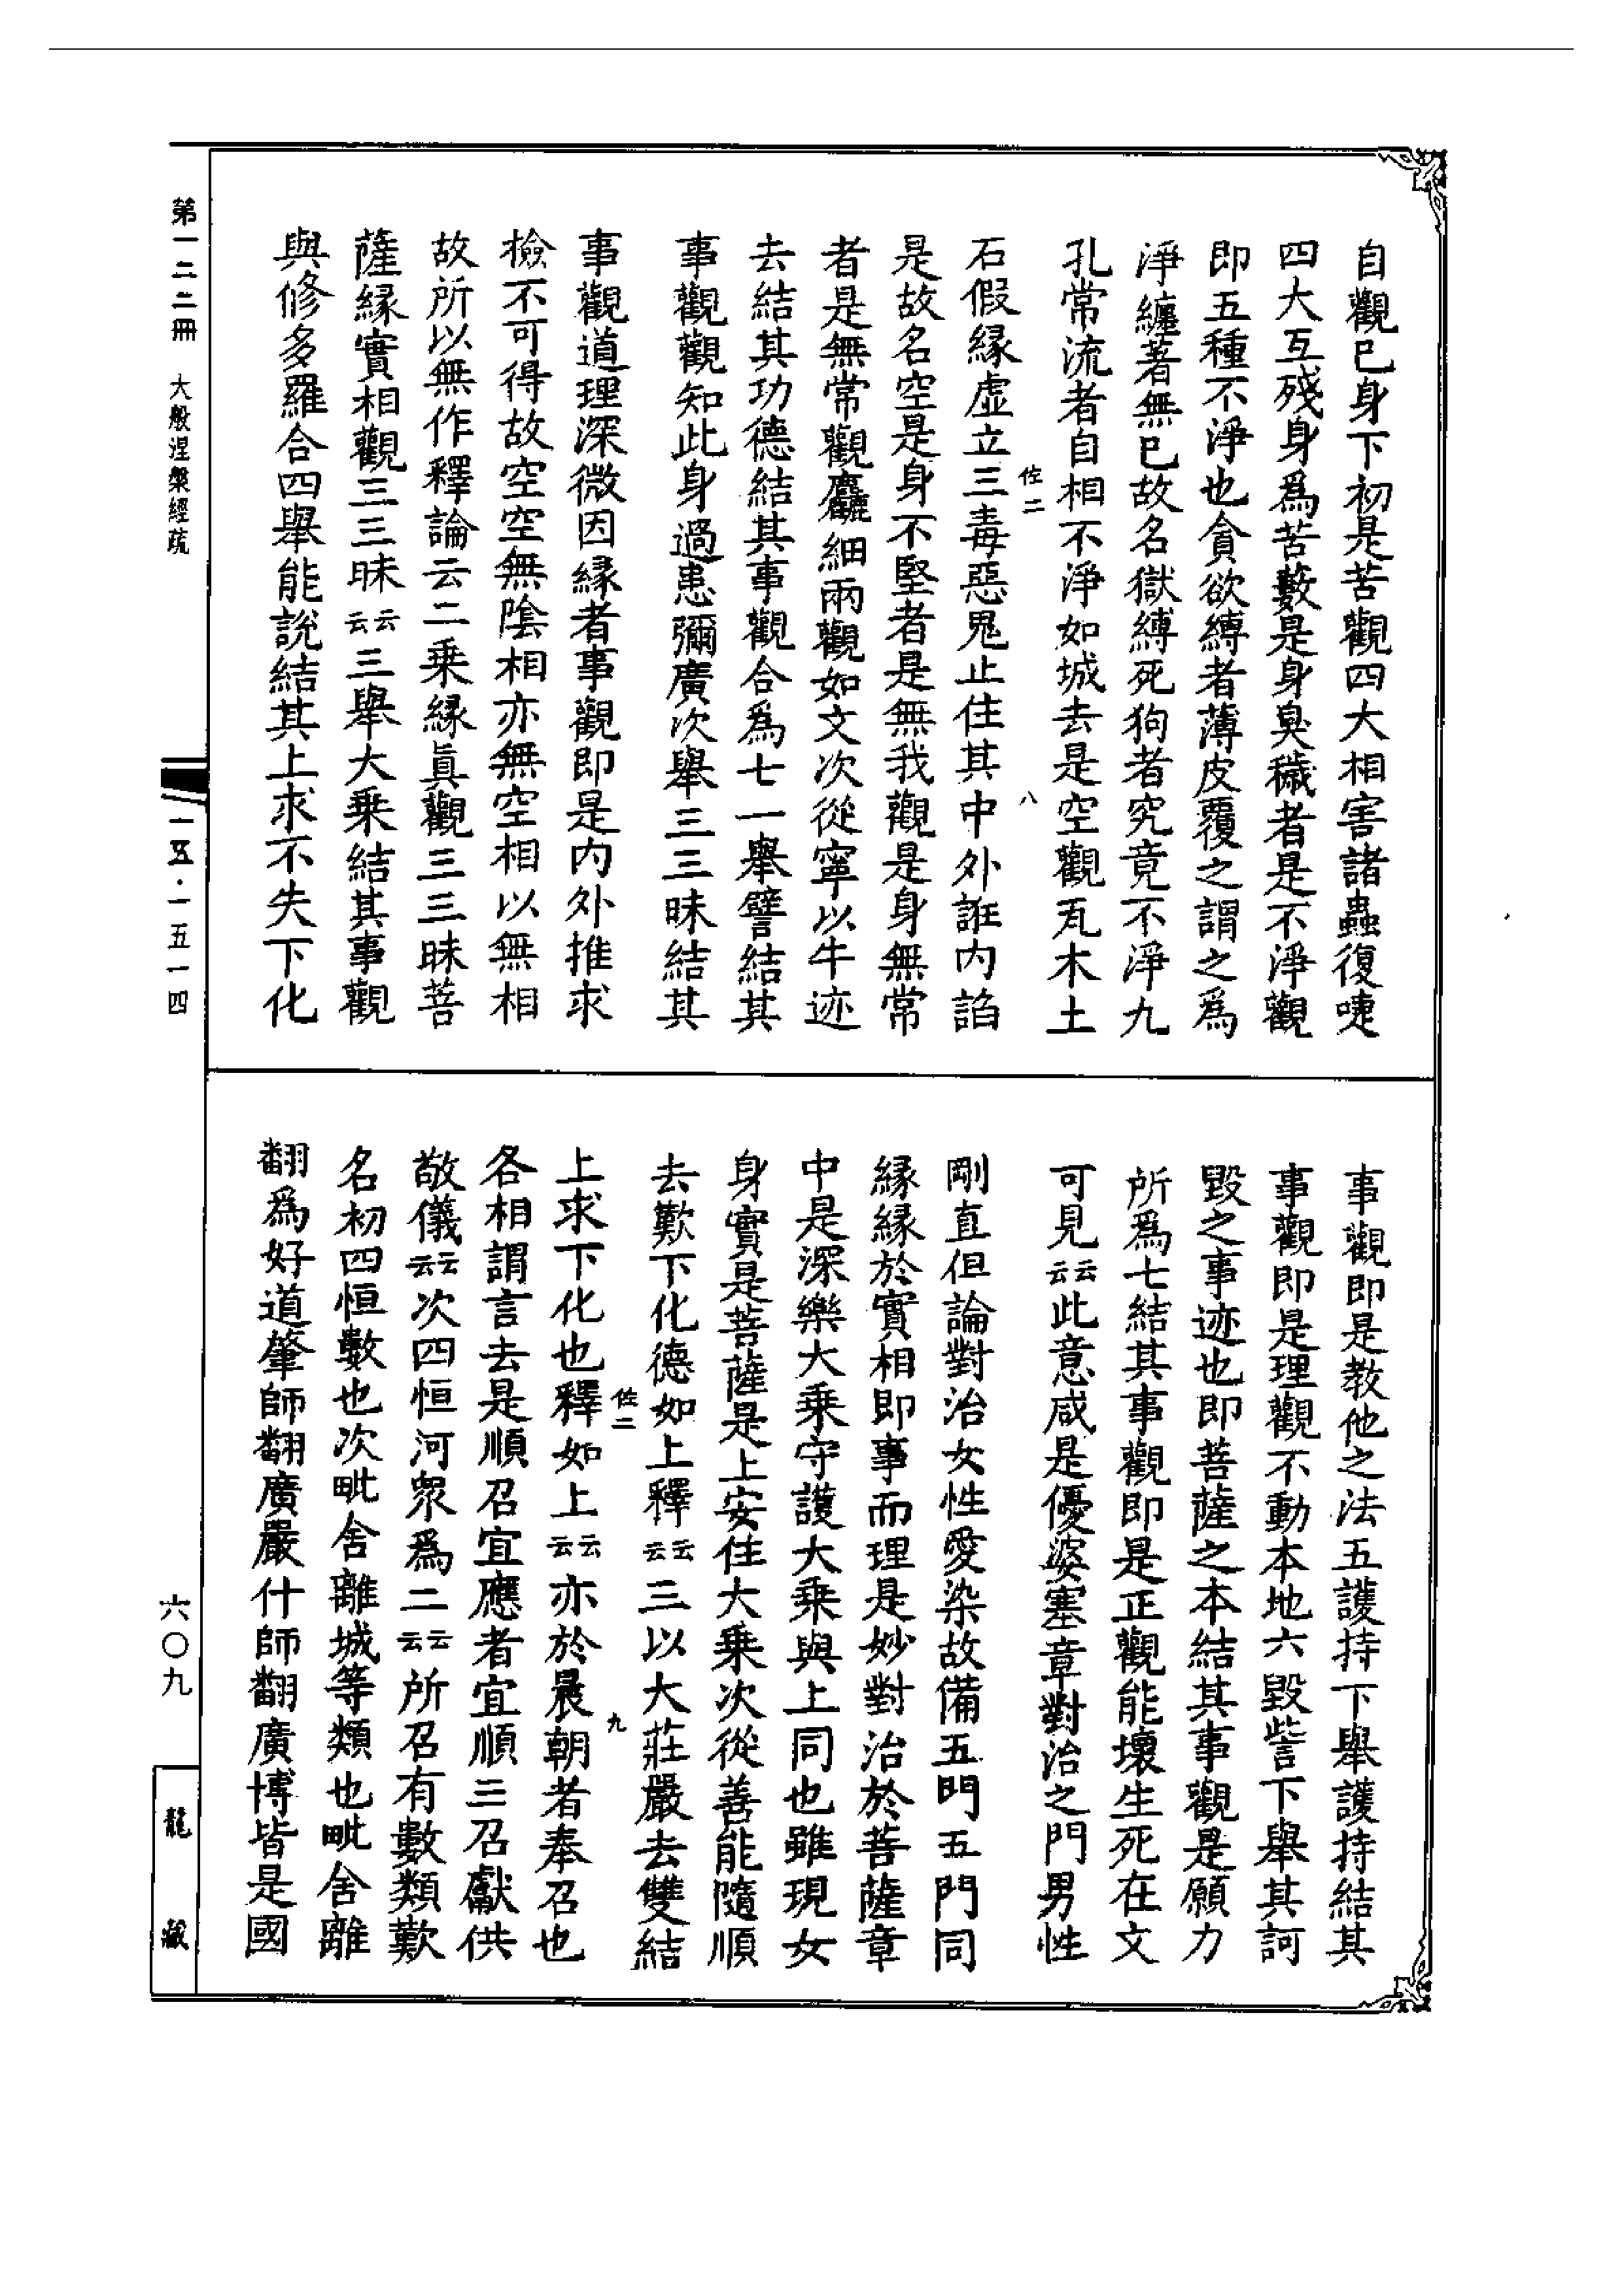 自觀已身下初是苦觀四大相害諸蟲復唼
四大互殘身爲苦藪是身臭穢者是不淨觀
即五種不淨也貪欲縛者薄皮覆之謂之爲
淨纏著無已故名獄縛死狗者究竟不淨九
孔常流者自相不淨如城去是空觀瓦木土
佐二
八
石假緣虛立三毒惡鬼止住其中外誑內諂
是故名空是身不堅者是無我觀是身無常
者是無常觀麤細兩觀如文次從寧以牛迹
去結其功德結其事觀合爲七一舉譬結其
事觀觀知此身過患彌廣次舉三三昧結其
事觀道理深微因緣者事觀即是內外推求
檢不可得故空空無陰相亦無空相以無相
故所以無作釋論云二乘緣眞觀三三昧菩
薩緣實相觀三三昧云云三舉大乘結其事觀
與修多羅合四舉能說結其上求不失下化
事觀即是教他之法五護持下舉護持結其
事觀即是理觀不動本地六毀訾下舉其訶
毀之事迹也即菩薩之本結其事觀是願力
所爲七結其事觀即是正觀能壞生死在文
可見云云此意咸是優婆塞章對治之門男性
剛直但論對治女性愛染故備五門五門同
緣緣於實相即事而理是妙對治於菩薩章
中是深樂大乘守護大乘與上同也雖現女
身實是菩薩是上安住大乘次從善能隨順
去歎下化德如上釋云云三以大莊嚴去雙結
佐二
九
上求下化也釋如上云云亦於晨朝者奉召也
各相謂言去是順召宜應者宜順三召獻供
敬儀云云次四恒河衆爲二云云所召有數類歎
名初四恒數也次毗舍離城等類也毗舍離
翻爲好道肇師翻廣嚴什師翻廣博皆是國
第一二二冊　大般涅槃經疏
一五·一五一四
六〇九
龍藏